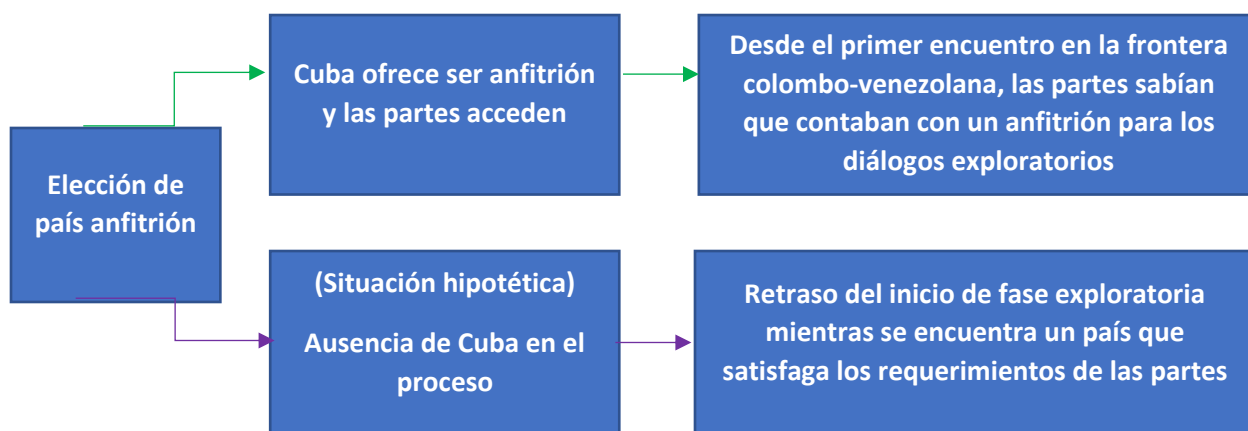 Elección de
país anfitrión
Cuba ofrece ser anfitrión
y las partes acceden
Desde el primer encuentro en la frontera
colombo-venezolana, las partes sabían
que contaban con un anfitrión para los
diálogos exploratorios
(Situación hipotética)
Ausencia de Cuba en el
proceso
Retraso del inicio de fase exploratoria
mientras se encuentra un país que
satisfaga los requerimientos de las partes